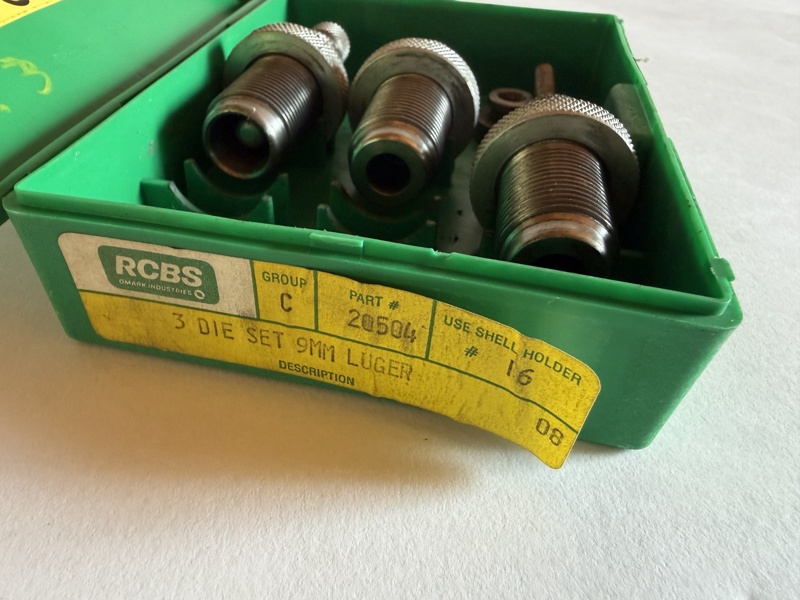 RCBS
OMARK INDUSTRIES
GROUP
C
PART #
20504
USE SHELL HOLDER
# 16
3 DIE SET 9MM LUGER
DESCRIPTION
08